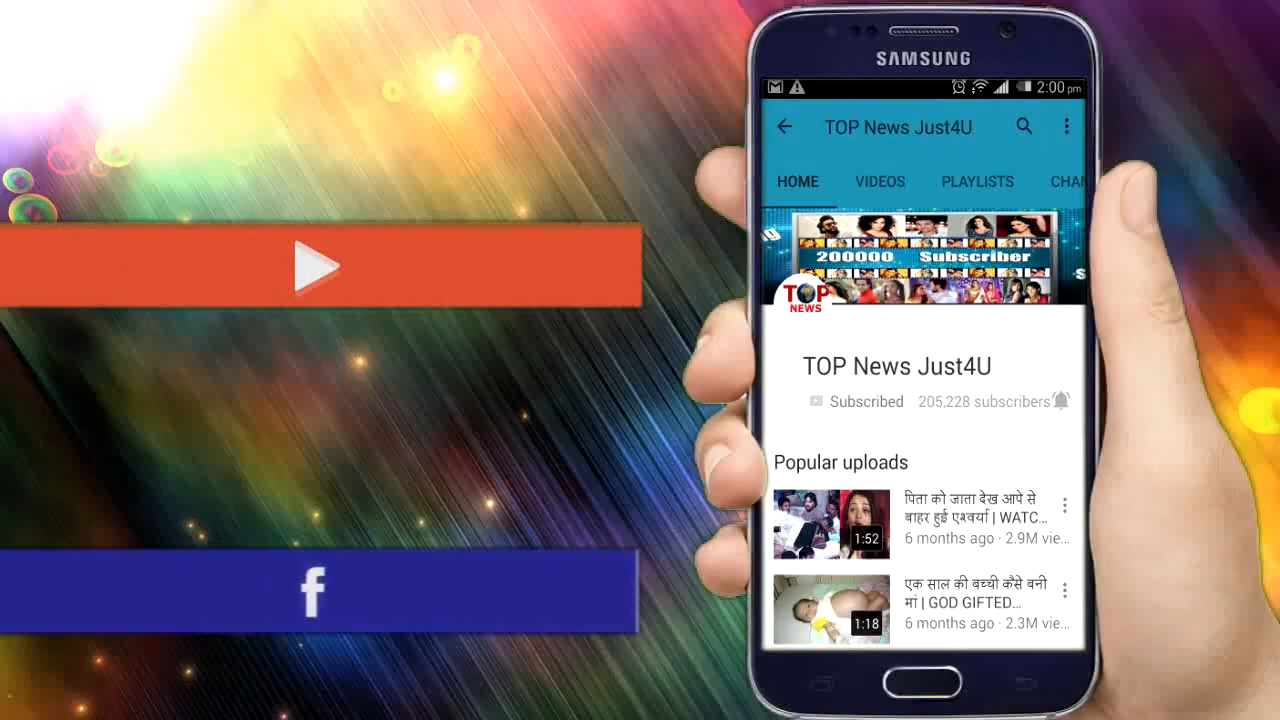 SAMSUNG
2:00 pm
TOP News Just4U
HOME VIDEOS PLAYLISTS CHAN
200000 Subscriber
TOP
NEWS
TOP News Just4U
Subscribed 205,228 subscribers
Popular uploads
पिता को जाता देख आपे से
बाहर हुई एश्वर्या | WATC...
6 months ago · 2.9M vie...
1:52
एक साल की बच्ची कैसे बनी
मां | GOD GIFTED...
6 months ago · 2.3M vie...
1:18
f